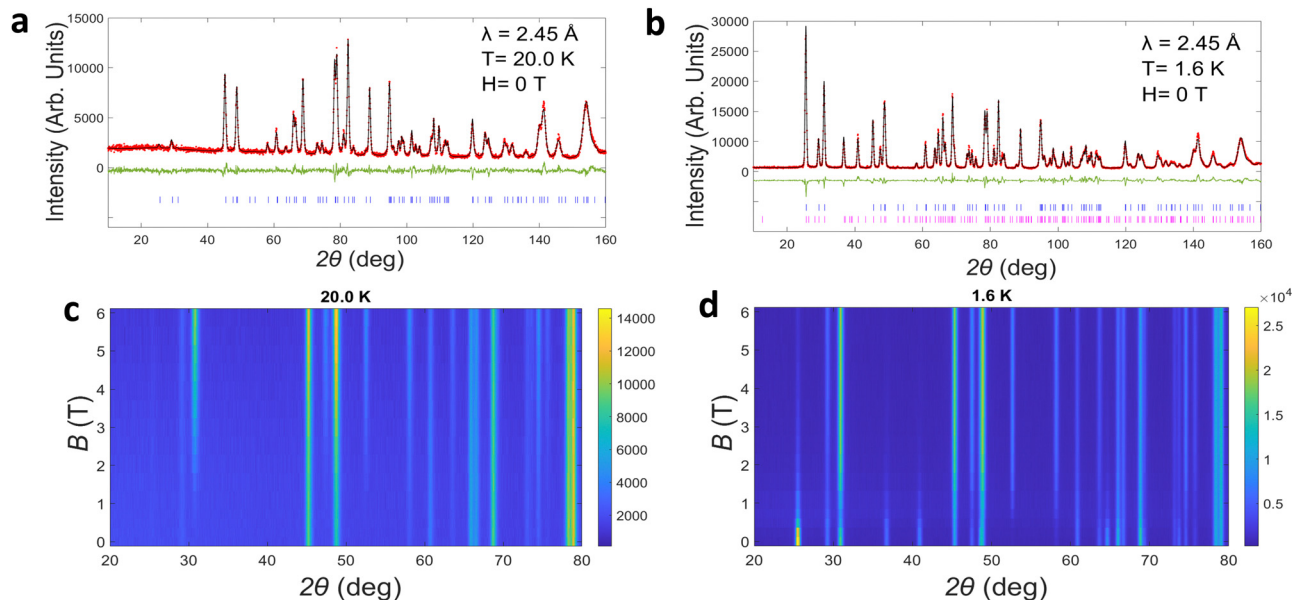 a
λ = 2.45 Å
T= 20.0 K
H= 0 T
Intensity (Arb. Units)
15000
10000
5000
0
20 40 60 80 100 120 140 160
2θ (deg)
b
λ = 2.45 Å
T= 1.6 K
H= 0 T
Intensity (Arb. Units)
30000
25000
20000
15000
10000
5000
0
20 40 60 80 100 120 140 160
2θ (deg)
c
20.0 K
B (T)
6
5
4
3
2
1
0
20 30 40 50 60 70 80
2θ (deg)
14000
12000
10000
8000
6000
4000
2000
d
1.6 K
B (T)
6
5
4
3
2
1
0
20 30 40 50 60 70 80
2θ (deg)
×10⁴
2.5
2
1.5
1
0.5